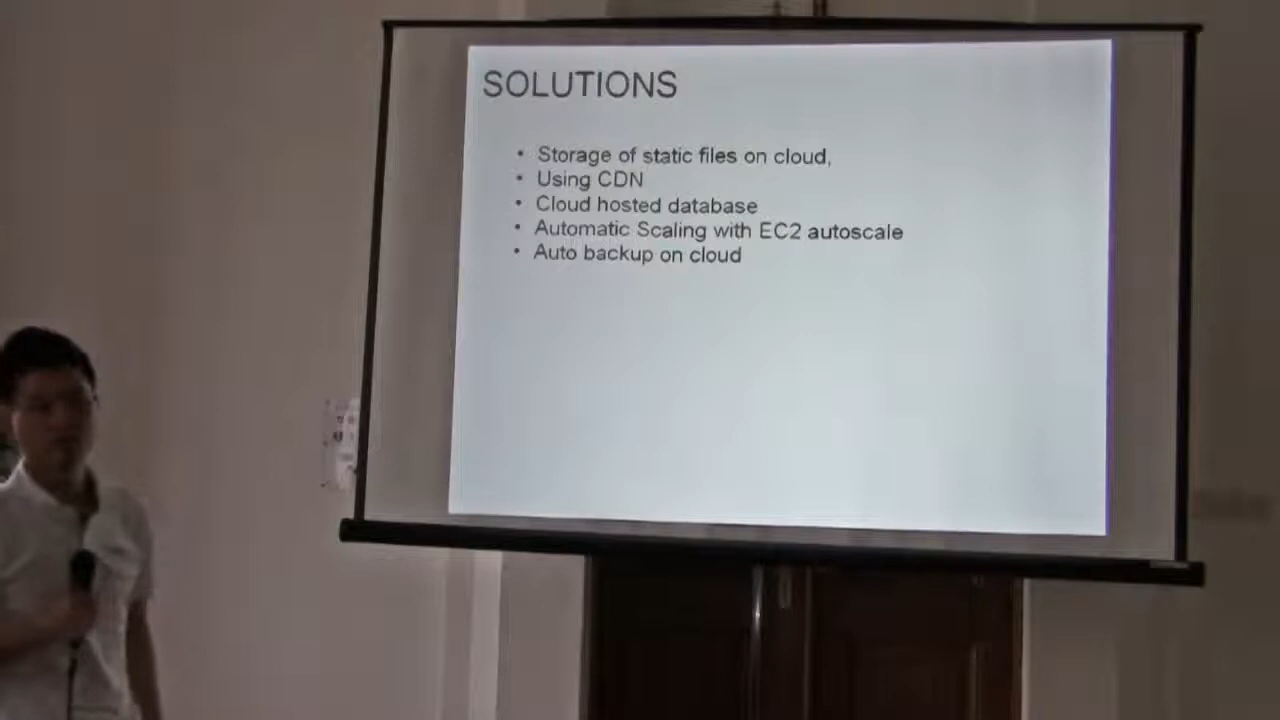 SOLUTIONS
• Storage of static files on cloud,
• Using CDN
• Cloud hosted database
• Automatic Scaling with EC2 autoscale
• Auto backup on cloud